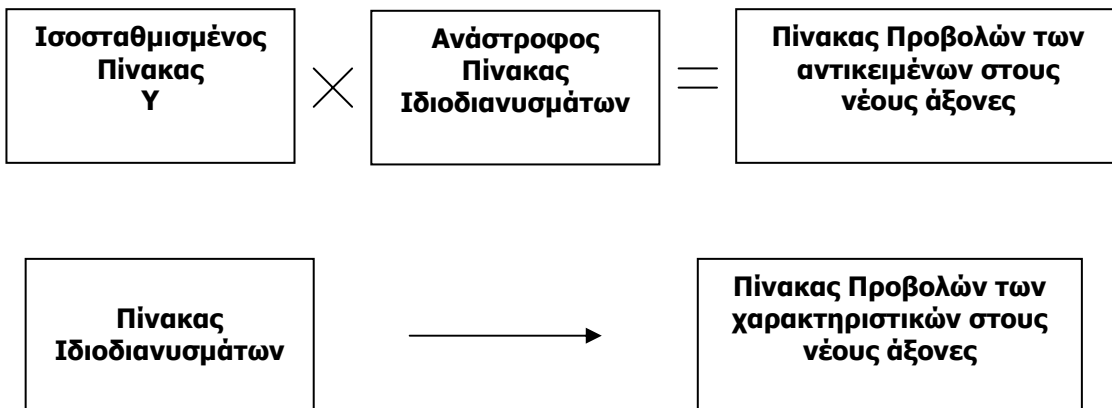 Ισοσταθμισμένος
Πίνακας
Υ
Ανάστροφος
Πίνακας
Ιδιοδιανυσμάτων
Πίνακας Προβολών των
αντικειμένων στους
νέους άξονες
Πίνακας
Ιδιοδιανυσμάτων
Πίνακας Προβολών των
χαρακτηριστικών στους
νέους άξονες